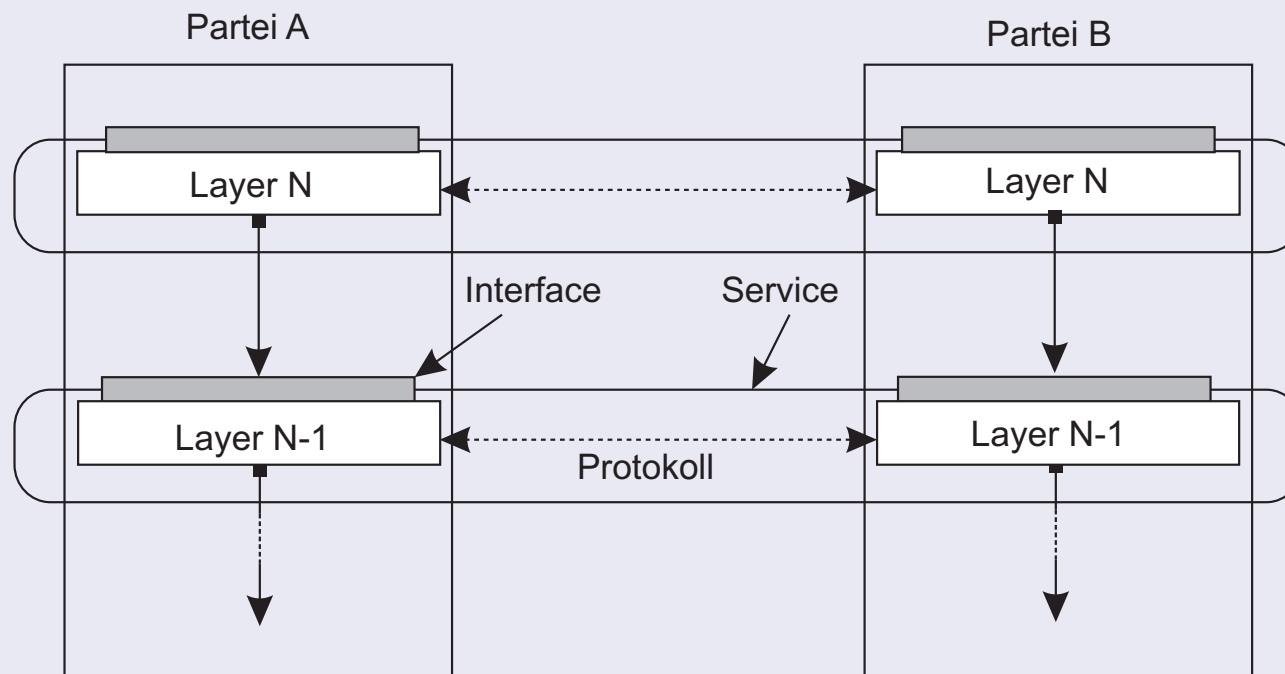 Partei A
Partei B
Layer N
Layer N
Interface
Service
Layer N-1
Layer N-1
Protokoll